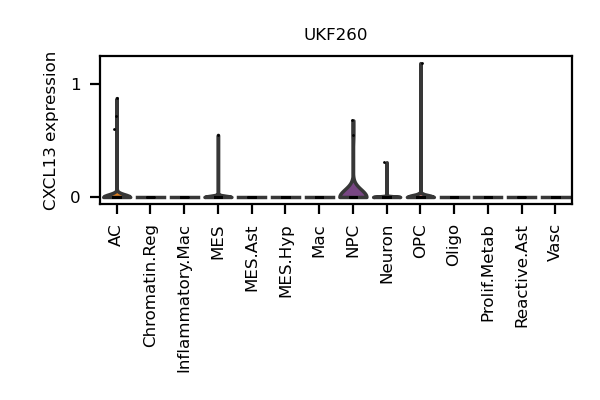 UKF260
CXCL13 expression
1
0
AC
Chromatin.Reg
Inflammatory.Mac
MES
MES.Ast
MES.Hyp
Mac
NPC
Neuron
OPC
Oligo
Prolif.Metab
Reactive.Ast
Vasc